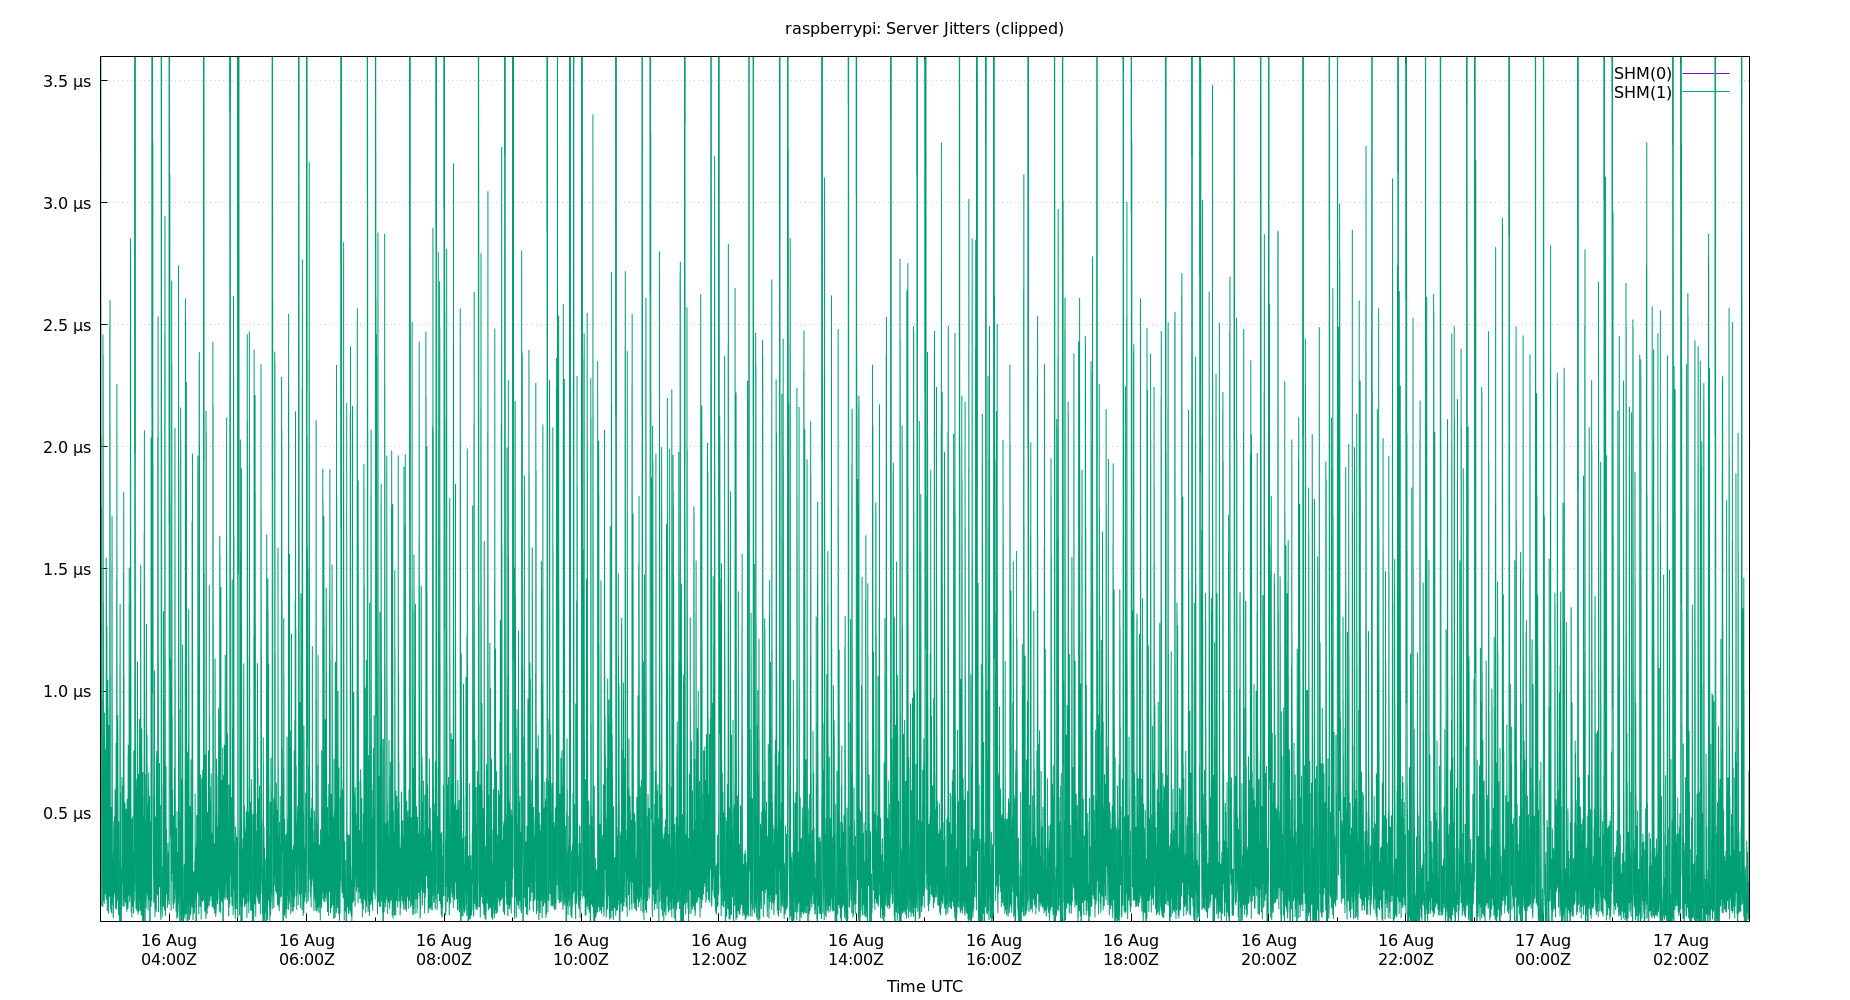 raspberrypi: Server Jitters (clipped)
SHM(0)
SHM(1)
3.5 µs
3.0 µs
2.5 µs
2.0 µs
1.5 µs
1.0 µs
0.5 µs
16 Aug 16 Aug 16 Aug 16 Aug 16 Aug 16 Aug 16 Aug 16 Aug 16 Aug 16 Aug 17 Aug 17 Aug
04:00Z 06:00Z 08:00Z 10:00Z 12:00Z 14:00Z 16:00Z 18:00Z 20:00Z 22:00Z 00:00Z 02:00Z
Time UTC